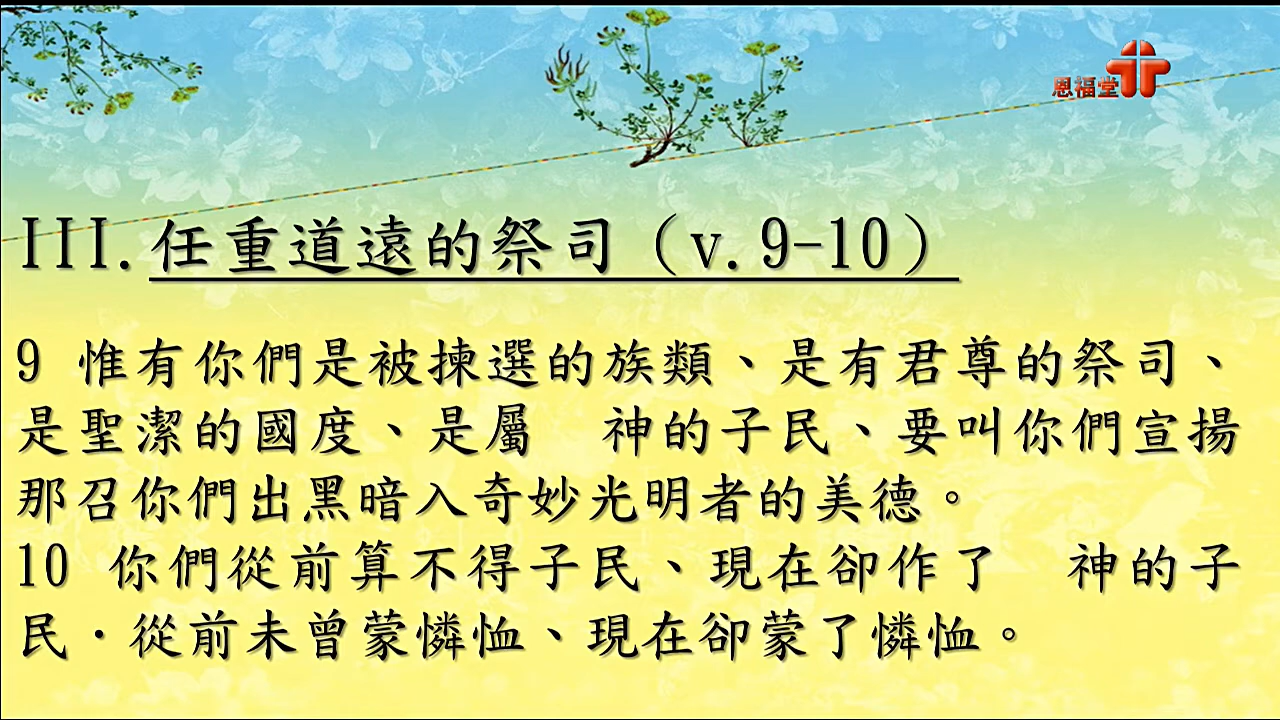 恩福堂
III.任重道遠的祭司（v.9-10）
9 惟有你們是被揀選的族類、是有君尊的祭司、
是聖潔的國度、是屬　神的子民、要叫你們宣揚
那召你們出黑暗入奇妙光明者的美德。
10 你們從前算不得子民、現在卻作了　神的子
民．從前未曾蒙憐恤、現在卻蒙了憐恤。